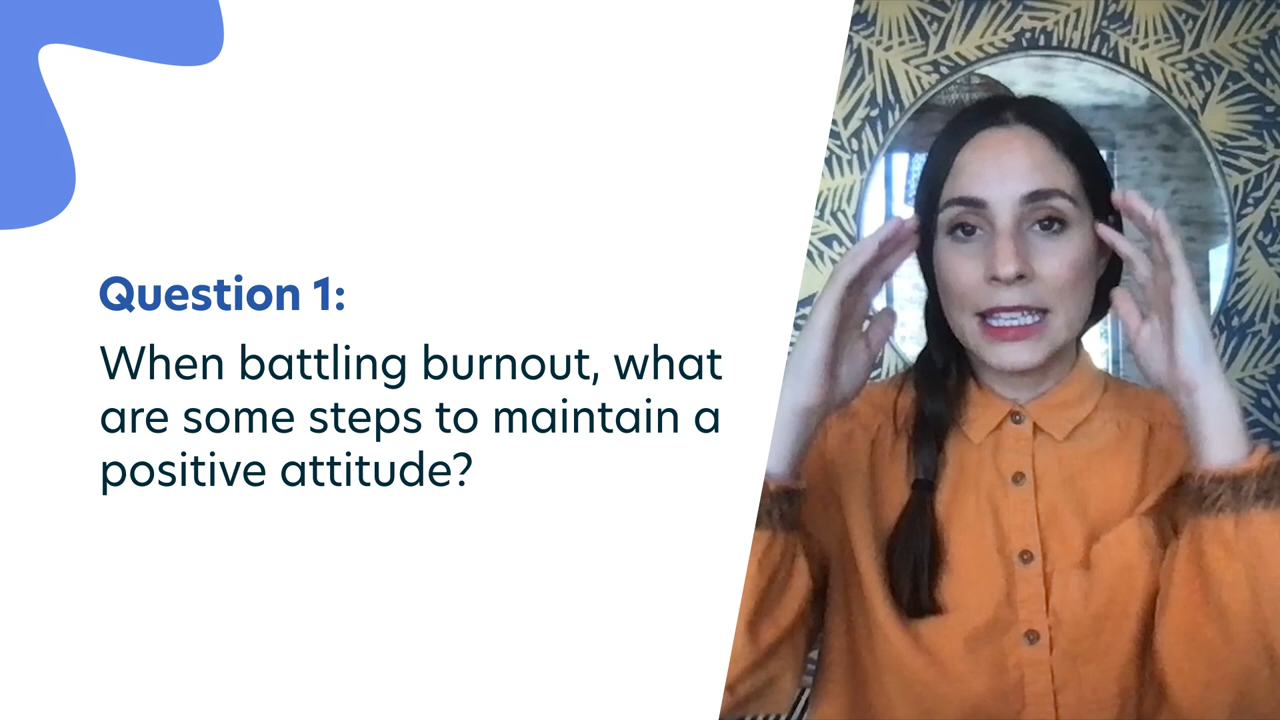 Question 1:
When battling burnout, what
are some steps to maintain a
positive attitude?